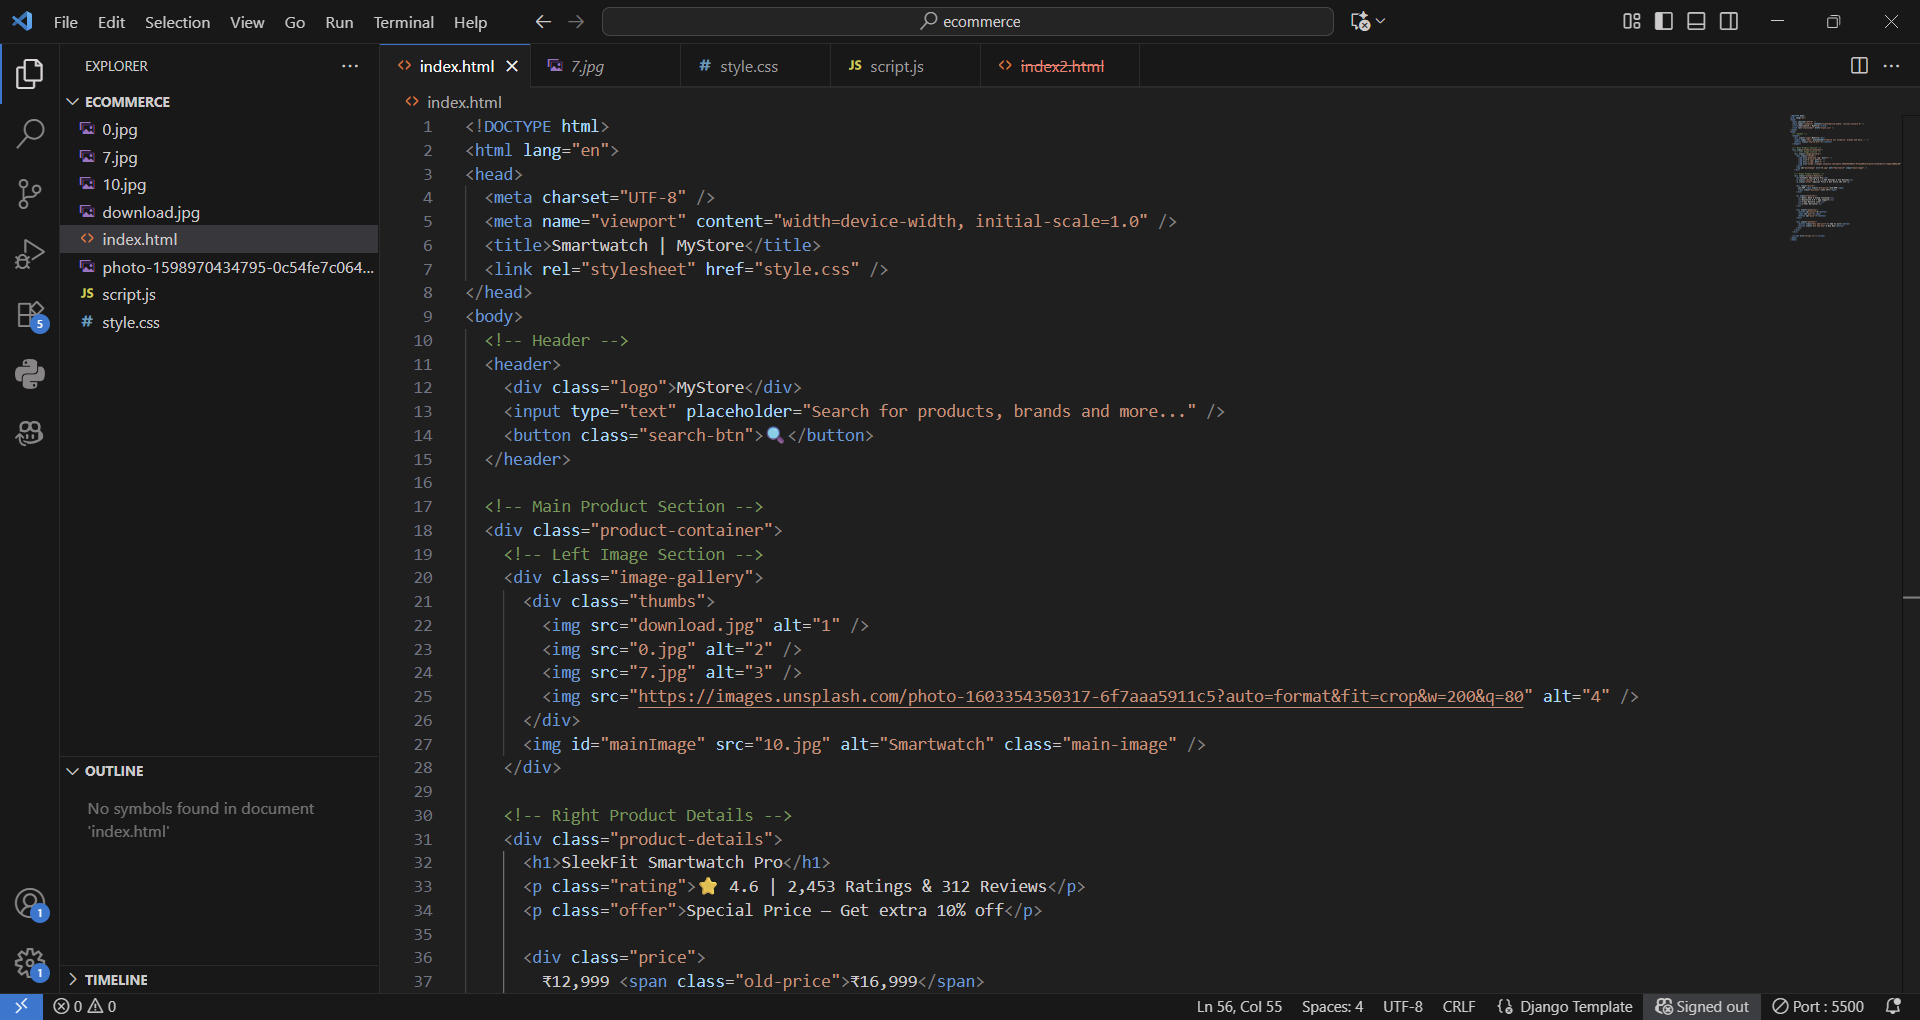 File Edit Selection View Go Run Terminal Help
ecommerce
EXPLORER
ECOMMERCE
0.jpg
7.jpg
10.jpg
download.jpg
index.html
photo-1598970434795-0c54fe7c064...
script.js
style.css
OUTLINE
No symbols found in document
'index.html'
TIMELINE
5
1
1
index.html 7.jpg style.css script.js index2.html
index.html
1 <!DOCTYPE html>
2 <html lang="en">
3 <head>
4 <meta charset="UTF-8" />
5 <meta name="viewport" content="width=device-width, initial-scale=1.0" />
6 <title>Smartwatch | MyStore</title>
7 <link rel="stylesheet" href="style.css" />
8 </head>
9 <body>
10 <!-- Header -->
11 <header>
12 <div class="logo">MyStore</div>
13 <input type="text" placeholder="Search for products, brands and more..." />
14 <button class="search-btn">🔍</button>
15 </header>
16
17 <!-- Main Product Section -->
18 <div class="product-container">
19 <!-- Left Image Section -->
20 <div class="image-gallery">
21 <div class="thumbs">
22 <img src="download.jpg" alt="1" />
23 <img src="0.jpg" alt="2" />
24 <img src="7.jpg" alt="3" />
25 <img src="https://images.unsplash.com/photo-1603354350317-6f7aaa5911c5?auto=format&fit=crop&w=200&q=80" alt="4" />
26 </div>
27 <img id="mainImage" src="10.jpg" alt="Smartwatch" class="main-image" />
28 </div>
29
30 <!-- Right Product Details -->
31 <div class="product-details">
32 <h1>SleekFit Smartwatch Pro</h1>
33 <p class="rating">⭐ 4.6 | 2,453 Ratings & 312 Reviews</p>
34 <p class="offer">Special Price – Get extra 10% off</p>
35
36 <div class="price">
37 ₹12,999 <span class="old-price">₹16,999</span>
0 0 Ln 56, Col 55 Spaces: 4 UTF-8 CRLF {} Django Template Signed out Port : 5500